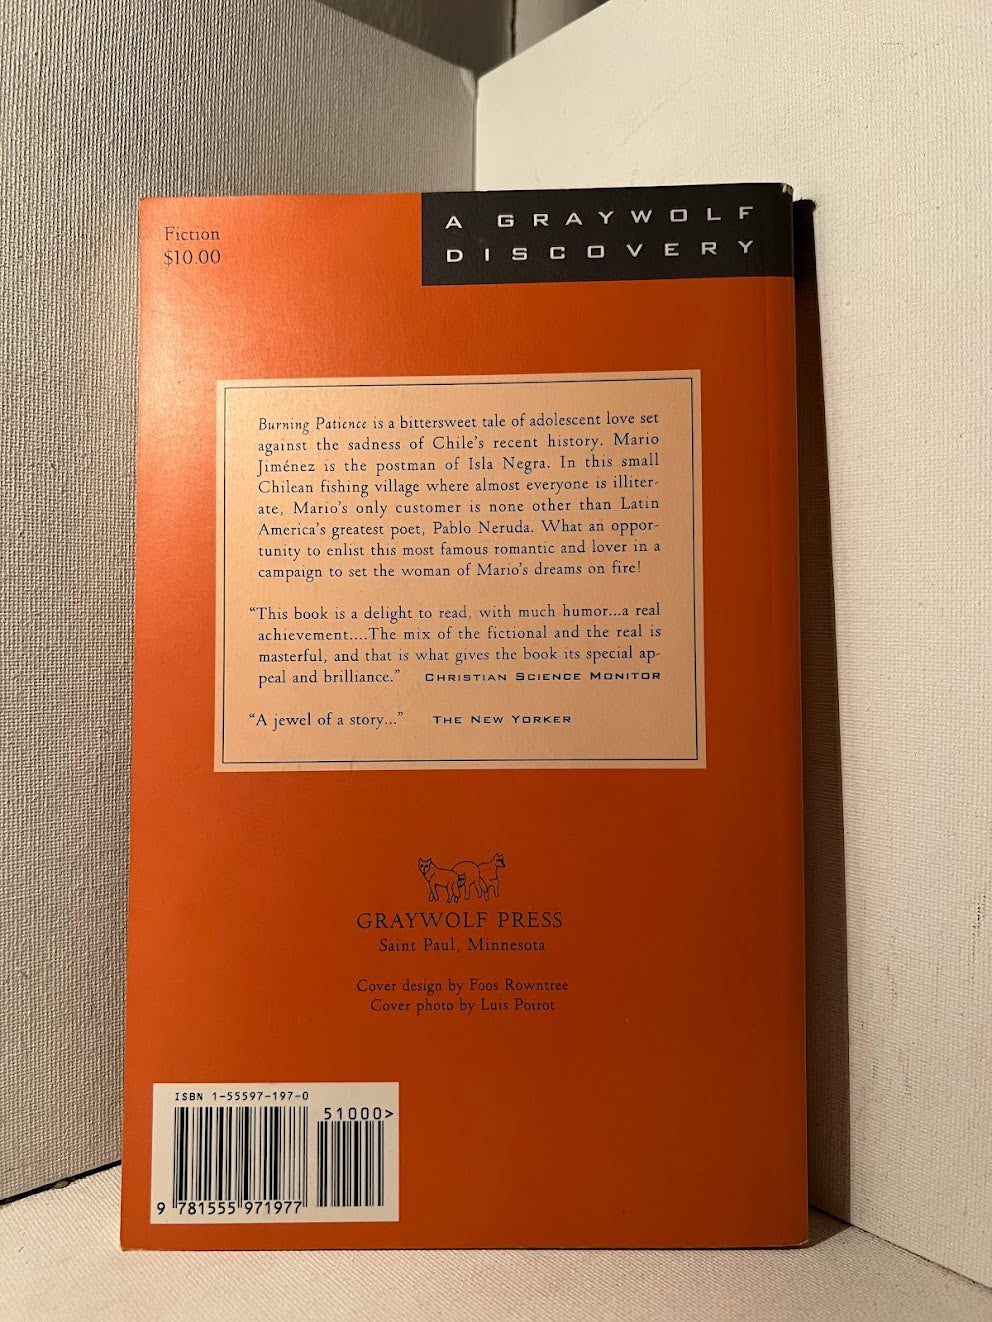 Fiction
$10.00
A GRAYWOLF
DISCOVERY
Burning Patience is a bittersweet tale of adolescent love set
against the sadness of Chile's recent history. Mario
Jiménez is the postman of Isla Negra. In this small
Chilean fishing village where almost everyone is illiter-
ate, Mario's only customer is none other than Latin
America's greatest poet, Pablo Neruda. What an oppor-
tunity to enlist this most famous romantic and lover in a
campaign to set the woman of Mario's dreams on fire!
“This book is a delight to read, with much humor...a real
achievement....The mix of the fictional and the real is
masterful, and that is what gives the book its special ap-
peal and brilliance.” CHRISTIAN SCIENCE MONITOR
“A jewel of a story...” THE NEW YORKER
GRAYWOLF PRESS
Saint Paul, Minnesota
Cover design by Foos Rowntree
Cover photo by Luis Poirot
ISBN 1-55597-197-0
51000>
9 781555 971977